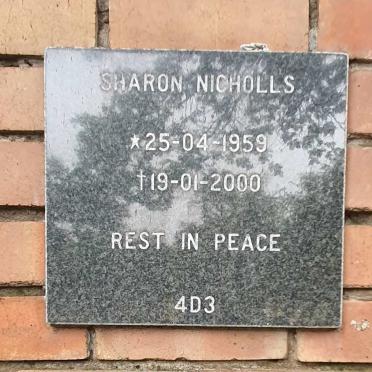 SHARON NICHOLLS
★25-04-1959
†19-01-2000
REST IN PEACE
4D3